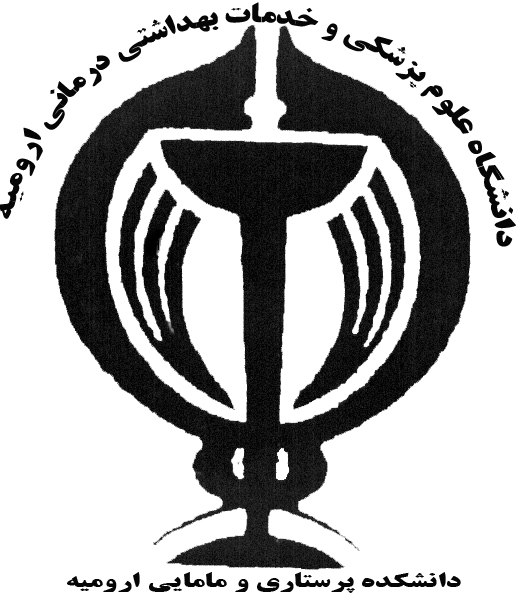 دانشگاه علوم پزشکی و خدمات بهداشتی درمانی ارومیه
دانشکده پرستاری و مامایی ارومیه